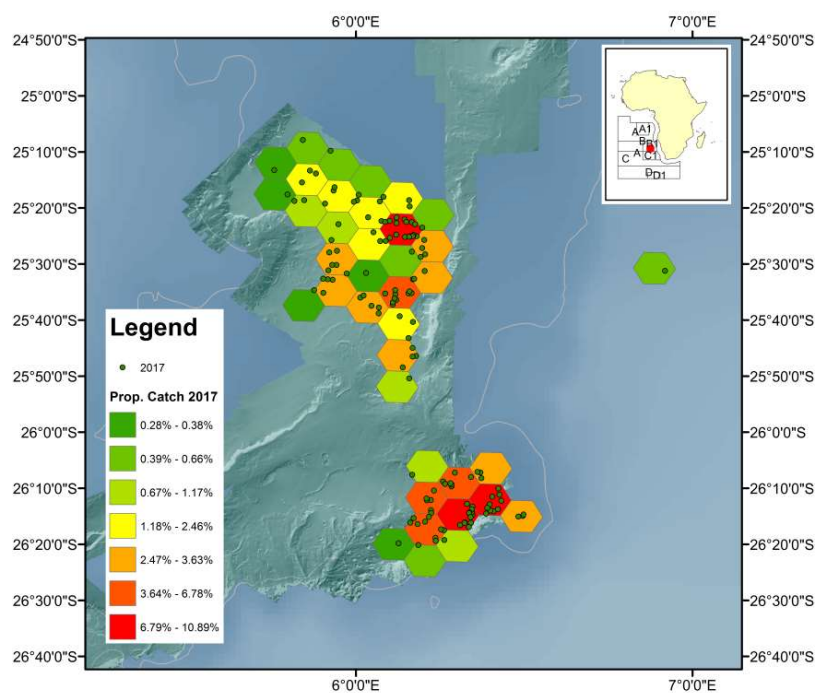 6°0'0"E 7°0'0"E
24°50'0"S 24°50'0"S
25°0'0"S 25°0'0"S
25°10'0"S 25°10'0"S
25°20'0"S 25°20'0"S
25°30'0"S 25°30'0"S
25°40'0"S 25°40'0"S
25°50'0"S 25°50'0"S
26°0'0"S 26°0'0"S
26°10'0"S 26°10'0"S
26°20'0"S 26°20'0"S
26°30'0"S 26°30'0"S
26°40'0"S 26°40'0"S
6°0'0"E 7°0'0"E
A A1
B B1
A C1
C
D D1
Legend
2017
Prop. Catch 2017
0.28% - 0.38%
0.39% - 0.66%
0.67% - 1.17%
1.18% - 2.46%
2.47% - 3.63%
3.64% - 6.78%
6.79% - 10.89%